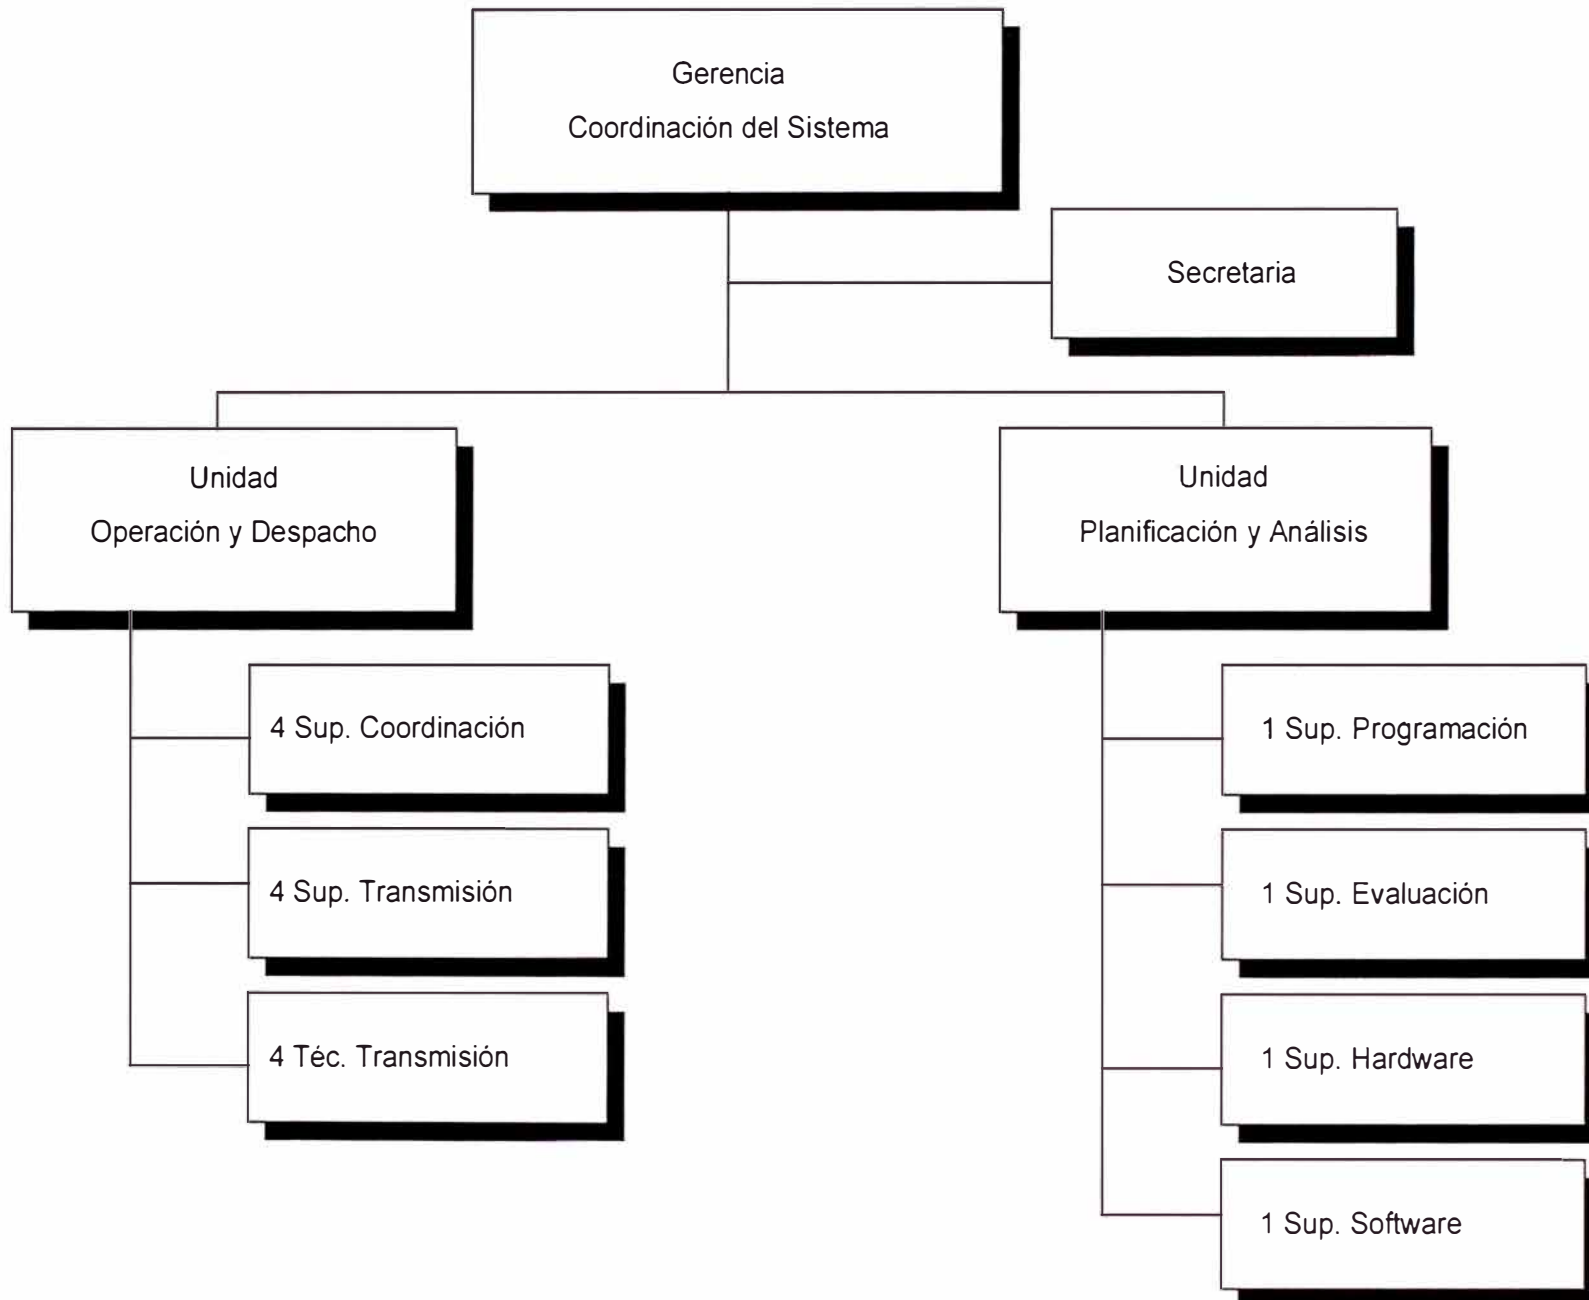 Gerencia
Coordinación del Sistema
Secretaria
Unidad
Operación y Despacho
Unidad
Planificación y Análisis
4 Sup. Coordinación
4 Sup. Transmisión
4 Téc. Transmisión
1 Sup. Programación
1 Sup. Evaluación
1 Sup. Hardware
1 Sup. Software